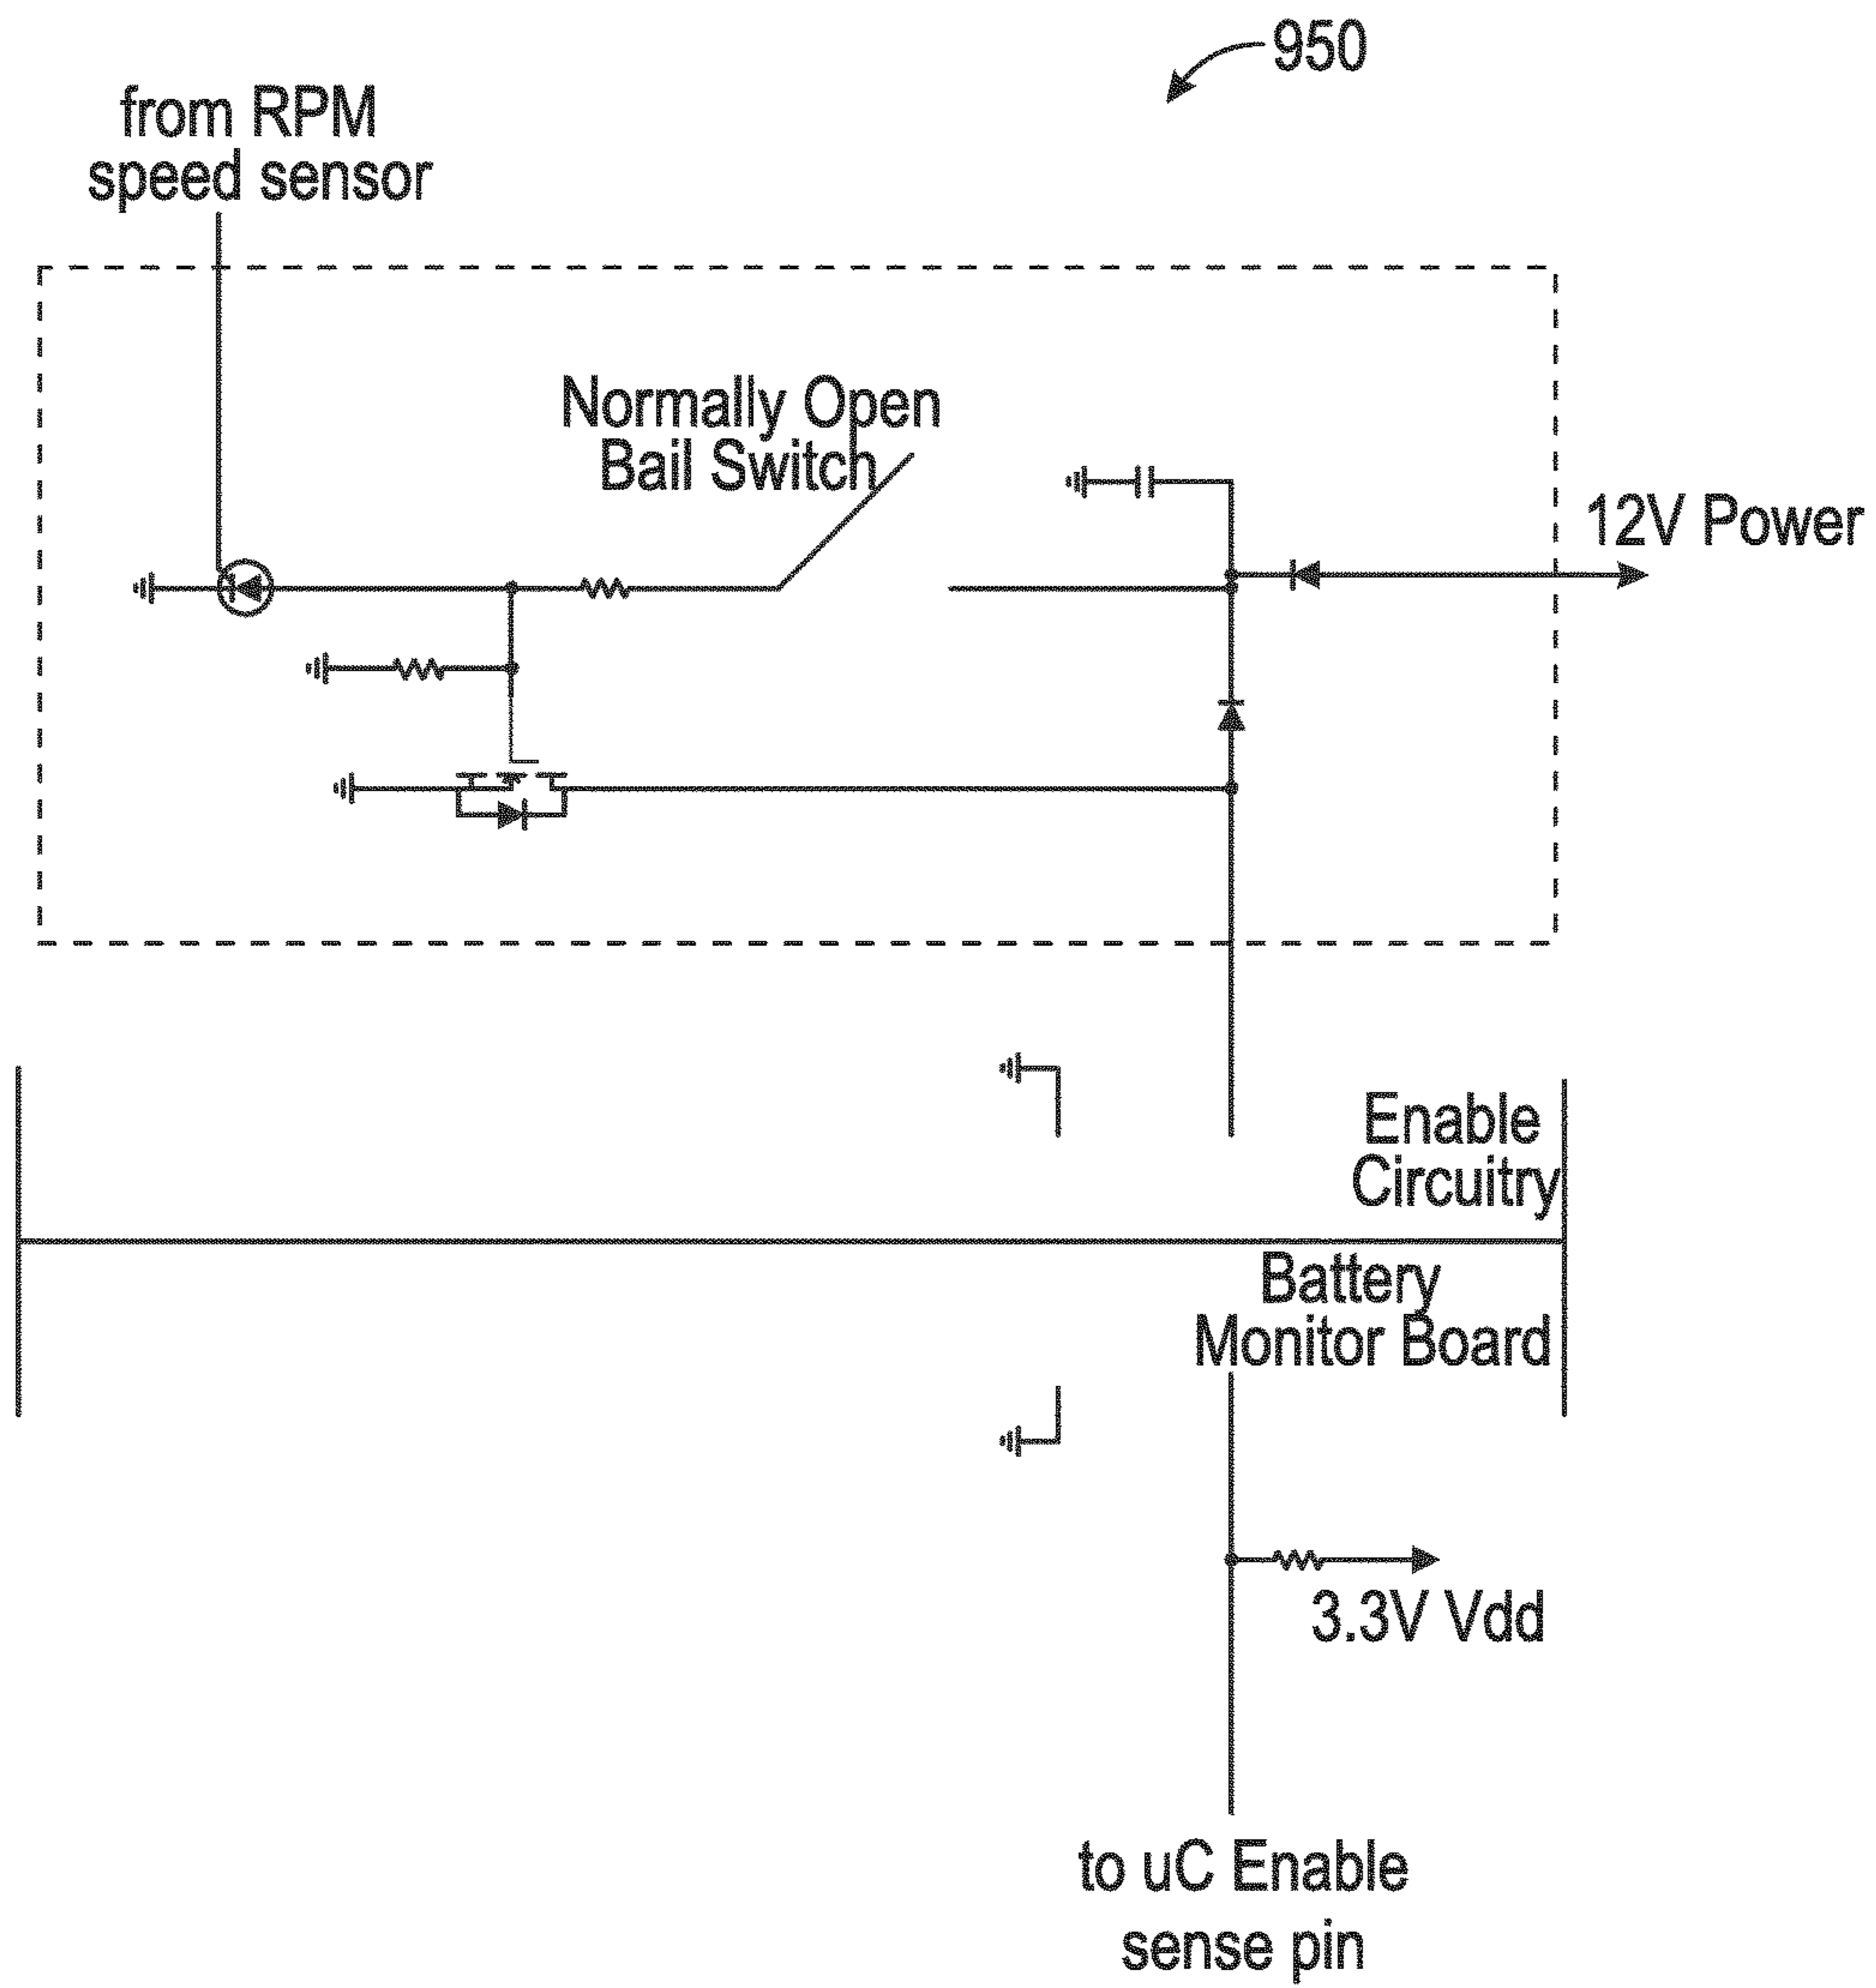 950
from RPM
speed sensor
Normally Open
Bail Switch
12V Power
Enable
Circuitry
Battery
Monitor Board
3.3V Vdd
to uC Enable
sense pin